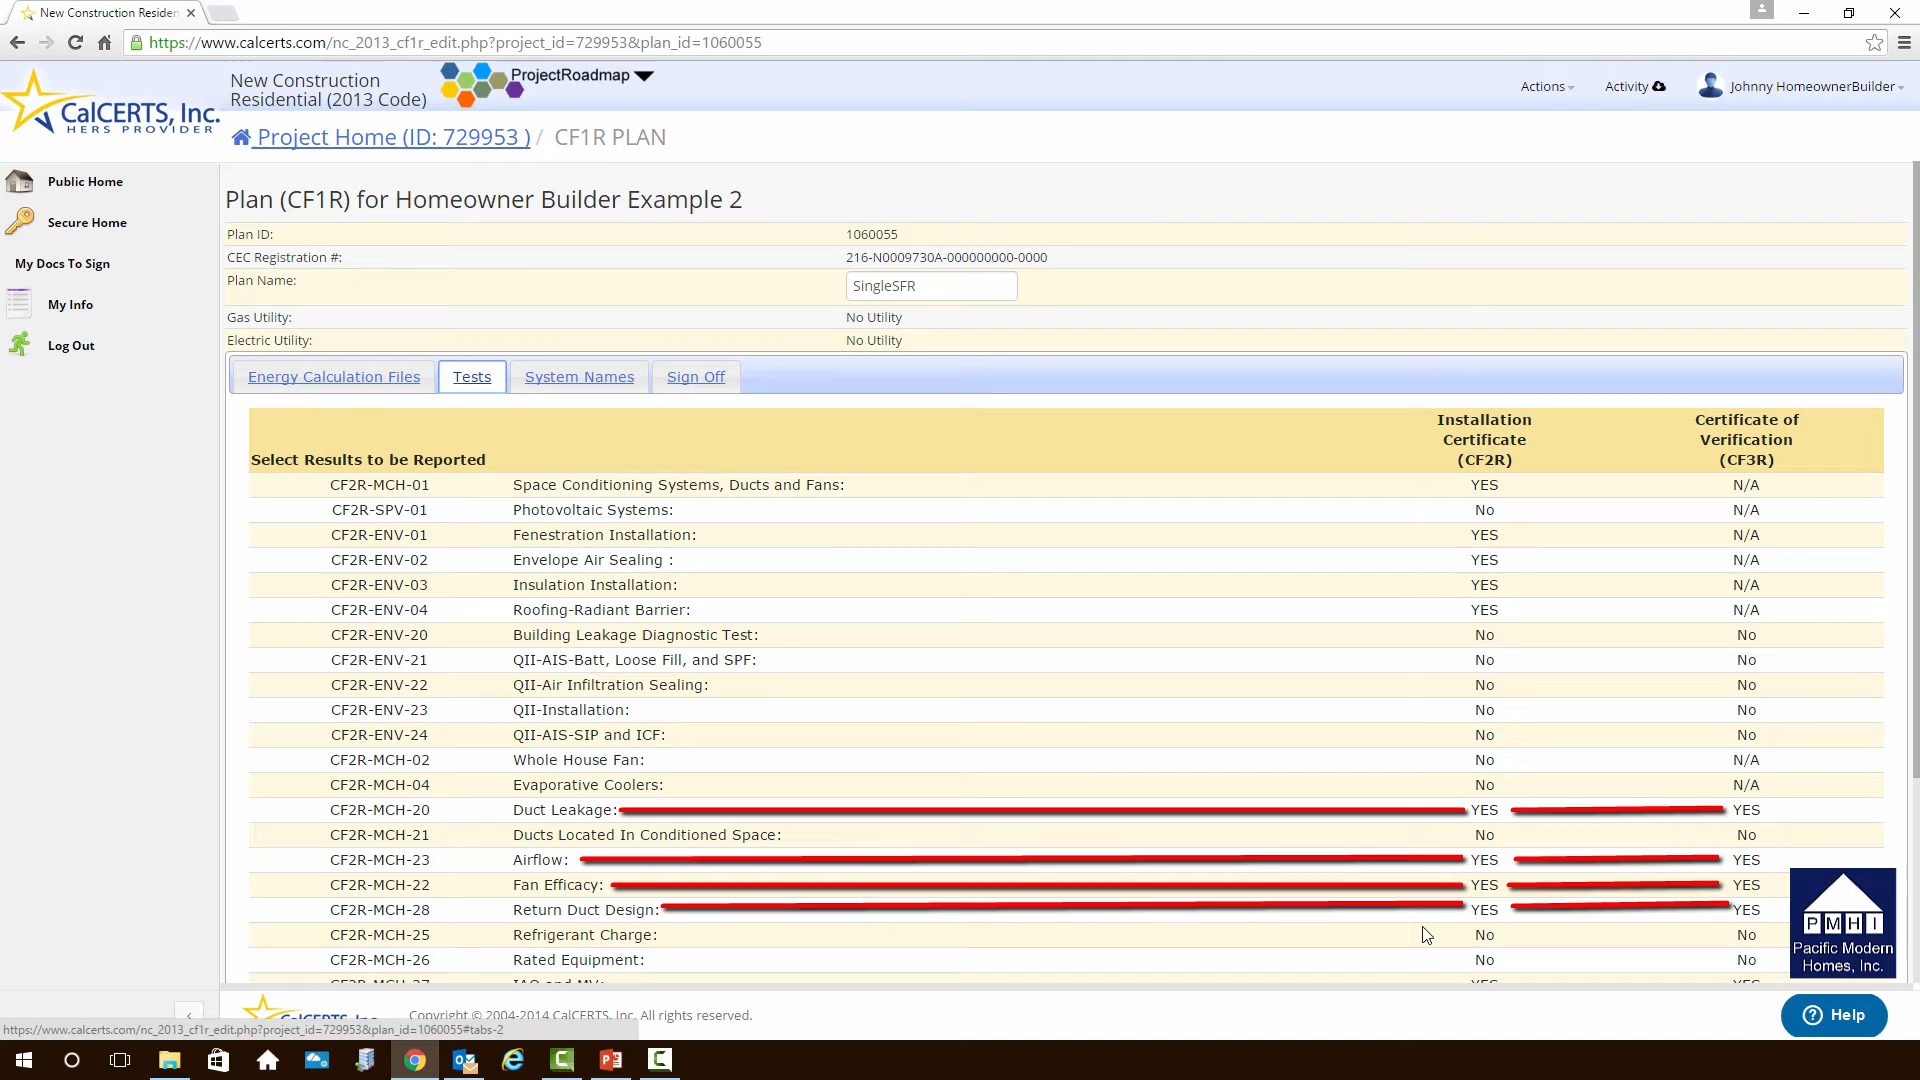 New Construction Residen
https://www.calcerts.com/nc_2013_cf1r_edit.php?project_id=729953&plan_id=1060055
CalCERTS, Inc.
HERS PROVIDER
New Construction
Residential (2013 Code)
ProjectRoadmap
Actions
Activity
Johnny HomeownerBuilder
Project Home (ID: 729953 ) / CF1R PLAN
Public Home
Secure Home
My Docs To Sign
My Info
Log Out
Plan (CF1R) for Homeowner Builder Example 2
Plan ID: 1060055
CEC Registration #: 216-N0009730A-000000000-0000
Plan Name: SingleSFR
Gas Utility: No Utility
Electric Utility: No Utility
Energy Calculation Files Tests System Names Sign Off
Select Results to be Reported
Installation
Certificate
(CF2R)
Certificate of
Verification
(CF3R)
CF2R-MCH-01 Space Conditioning Systems, Ducts and Fans: YES N/A
CF2R-SPV-01 Photovoltaic Systems: No N/A
CF2R-ENV-01 Fenestration Installation: YES N/A
CF2R-ENV-02 Envelope Air Sealing : YES N/A
CF2R-ENV-03 Insulation Installation: YES N/A
CF2R-ENV-04 Roofing-Radiant Barrier: YES N/A
CF2R-ENV-20 Building Leakage Diagnostic Test: No No
CF2R-ENV-21 QII-AIS-Batt, Loose Fill, and SPF: No No
CF2R-ENV-22 QII-Air Infiltration Sealing: No No
CF2R-ENV-23 QII-Installation: No No
CF2R-ENV-24 QII-AIS-SIP and ICF: No No
CF2R-MCH-02 Whole House Fan: No N/A
CF2R-MCH-04 Evaporative Coolers: No N/A
CF2R-MCH-20 Duct Leakage: YES YES
CF2R-MCH-21 Ducts Located In Conditioned Space: No No
CF2R-MCH-23 Airflow: YES YES
CF2R-MCH-22 Fan Efficacy: YES YES
CF2R-MCH-28 Return Duct Design: YES YES
CF2R-MCH-25 Refrigerant Charge: No No
CF2R-MCH-26 Rated Equipment: No No
CF2R-MCH-27 IAQ and MV: YES YES
PMHI
Pacific Modern
Homes, Inc.
CalCERTS, Inc.
Copyright © 2004-2014 CalCERTS, Inc. All rights reserved.
Help
https://www.calcerts.com/nc_2013_cf1r_edit.php?project_id=729953&plan_id=1060055#tabs-2